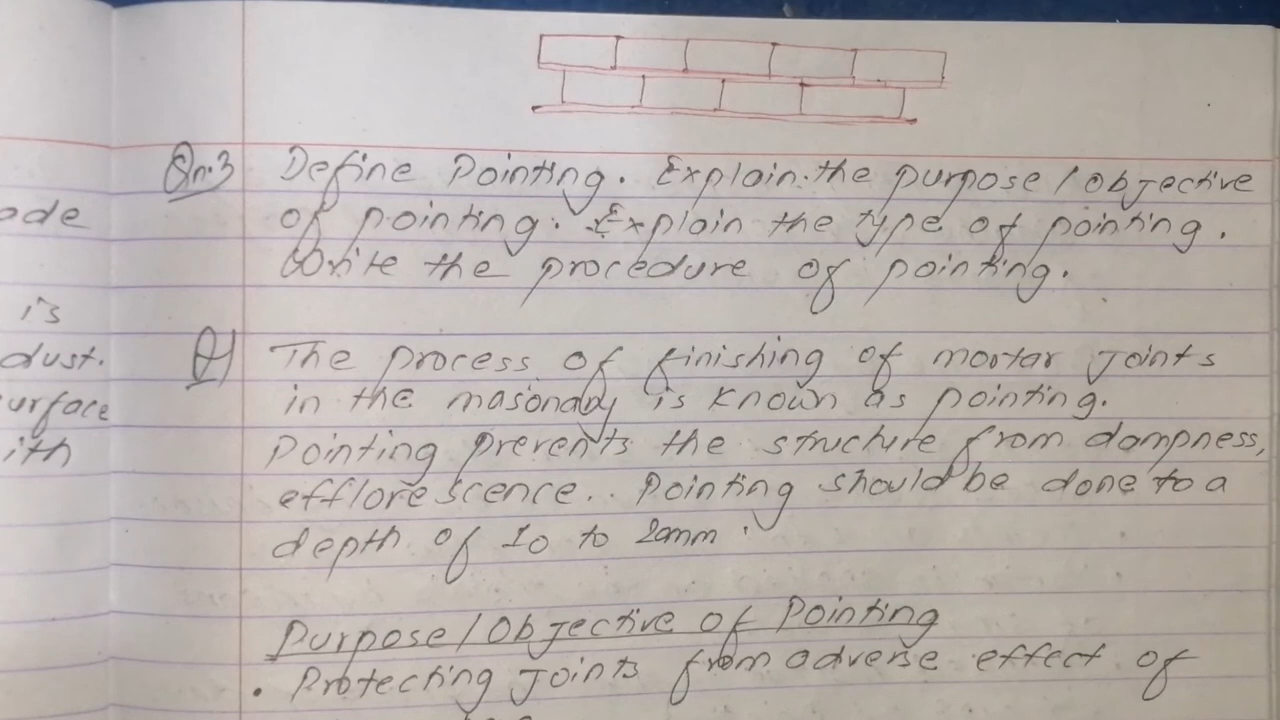 Qn.3 Define Pointing. Explain the purpose / objective
of pointing. Explain the type of pointing.
Write the procedure of pointing.
The process of finishing of mortar joints
in the masonary is known as pointing.
Pointing prevents the structure from dampness,
efflorescence. Pointing should be done to a
depth of 10 to 20mm.
Purpose / Objective of Pointing
• Protecting joints from adverse effect of
ode
is
dust.
urface
ith